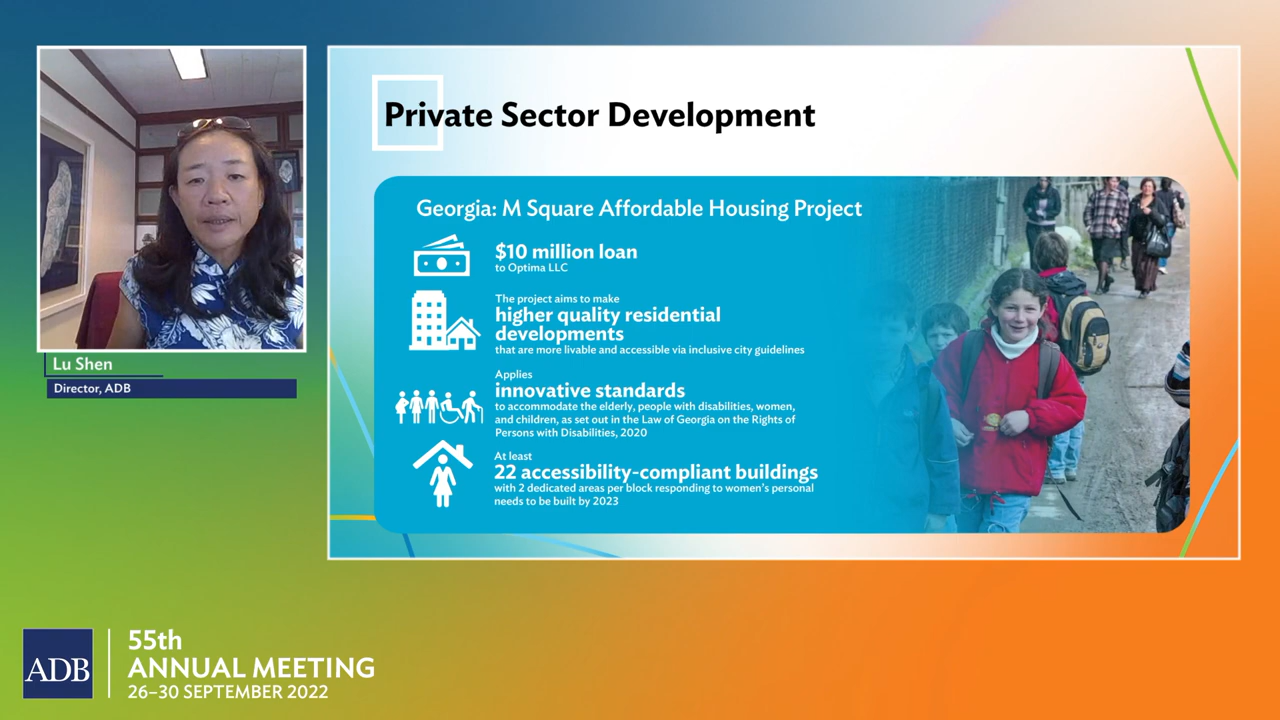 Private Sector Development
Georgia: M Square Affordable Housing Project
$10 million loan
to Optima LLC
The project aims to make
higher quality residential
developments
that are more livable and accessible via inclusive city guidelines
Applies
innovative standards
to accommodate the elderly, people with disabilities, women,
and children, as set out in the Law of Georgia on the Rights of
Persons with Disabilities, 2020
At least
22 accessibility-compliant buildings
with 2 dedicated areas per block responding to women's personal
needs to be built by 2023
Lu Shen
Director, ADB
ADB
55th
ANNUAL MEETING
26–30 SEPTEMBER 2022